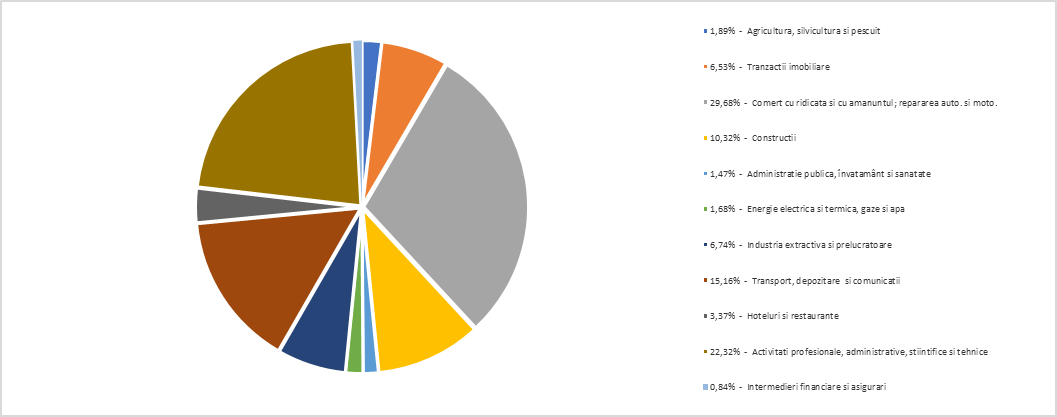 1,89% - Agricultura, silvicultura si pescuit
6,53% - Tranzactii imobiliare
29,68% - Comert cu ridicata si cu amanuntul; repararea auto. si moto.
10,32% - Constructii
1,47% - Administratie publica, învatamânt si sanatate
1,68% - Energie electrica si termica, gaze si apa
6,74% - Industria extractiva si prelucratoare
15,16% - Transport, depozitare si comunicatii
3,37% - Hoteluri si restaurante
22,32% - Activitati profesionale, administrative, stiintifice si tehnice
0,84% - Intermedieri financiare si asigurari